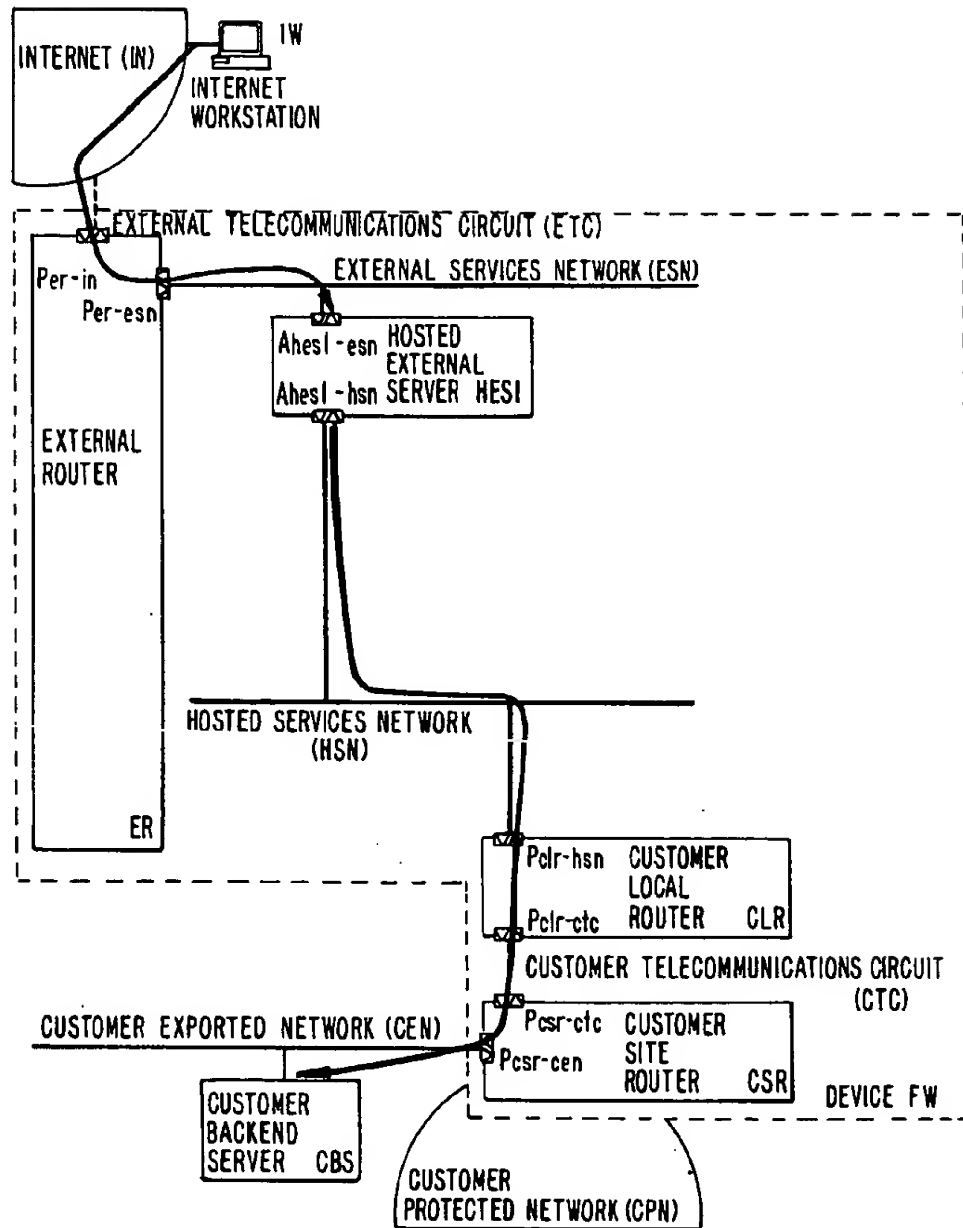 IW
INTERNET (IN)
INTERNET
WORKSTATION
EXTERNAL TELECOMMUNICATIONS CIRCUIT (ETC)
Per-in
EXTERNAL SERVICES NETWORK (ESN)
Per-esn
Ahes1-esn HOSTED
EXTERNAL
Ahes1-hsn SERVER HES1
EXTERNAL
ROUTER
HOSTED SERVICES NETWORK
(HSN)
ER
Pclr-hsn CUSTOMER
LOCAL
Pclr-ctc ROUTER CLR
CUSTOMER TELECOMMUNICATIONS CIRCUIT
(CTC)
CUSTOMER EXPORTED NETWORK (CEN)
Pcsr-ctc CUSTOMER
SITE
Pcsr-cen ROUTER CSR
DEVICE FW
CUSTOMER
BACKEND
SERVER CBS
CUSTOMER
PROTECTED NETWORK (CPN)